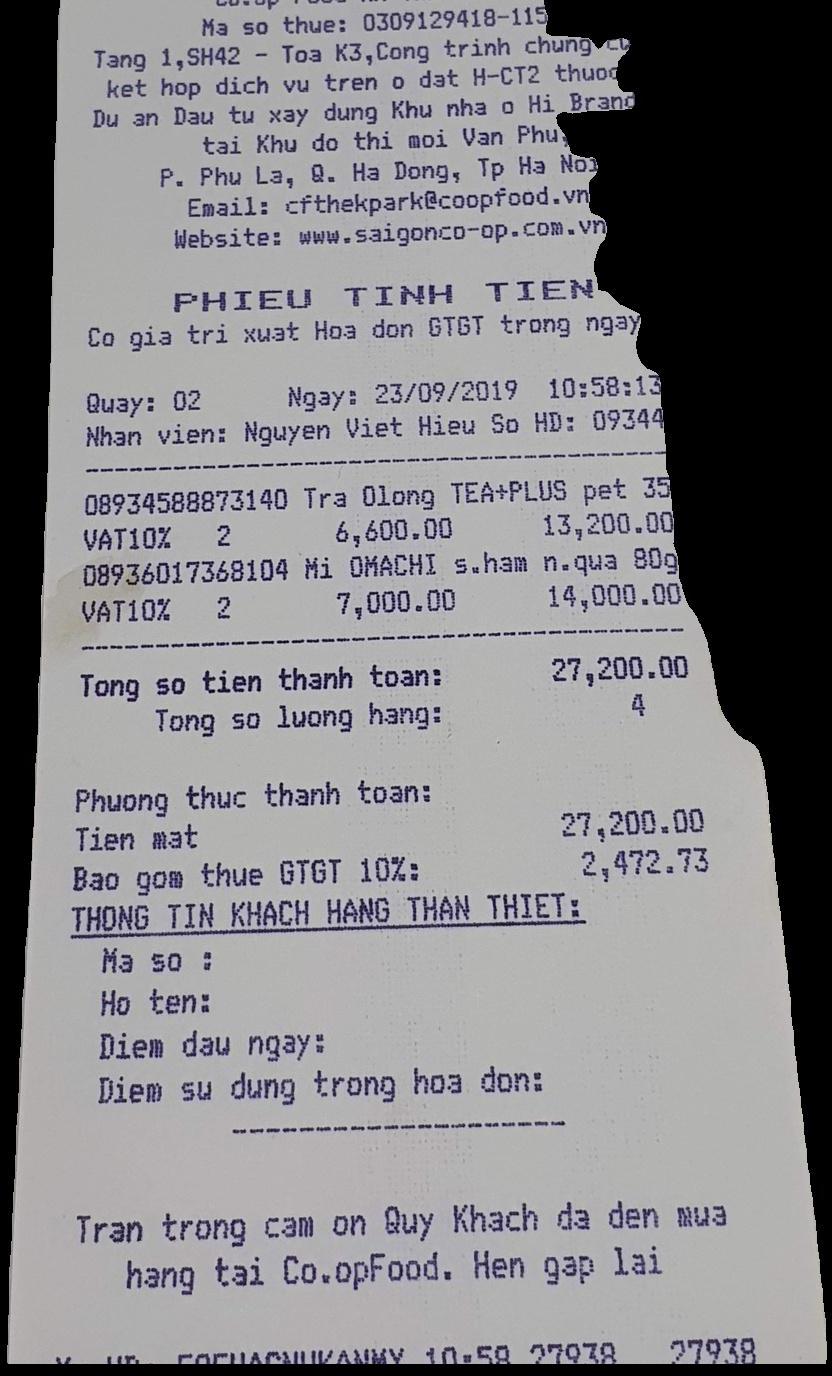 Ma so thue: 0309129418-115
Tang 1,SH42 - Toa K3,Cong trinh chung
ket hop dich vu tren o dat H-CT2 thuoc
Du an Dau tu xay dung Khu nha o Hi Brand
tai Khu do thi moi Van Phu,
P. Phu La, Q. Ha Dong, Tp Ha Noi
Email: cfthekpark@coopfood.vn
Website: www.saigonco-op.com.vn
PHIEU TINH TIEN
Co gia tri xuat Hoa don GTGT trong ngay
Quay: 02 Ngay: 23/09/2019 10:58:13
Nhan vien: Nguyen Viet Hieu So HD: 09344
08934588873140 Tra Olong TEA+PLUS pet 35
VAT10% 2 6,600.00 13,200.00
08936017368104 Mi OMACHI s.ham n.qua 80g
VAT10% 2 7,000.00 14,000.00
Tong so tien thanh toan: 27,200.00
Tong so luong hang: 4
Phuong thuc thanh toan:
Tien mat 27,200.00
Bao gom thue GTGT 10%: 2,472.73
THONG TIN KHACH HANG THAN THIET:
Ma so :
Ho ten:
Diem dau ngay:
Diem su dung trong hoa don:
Tran trong cam on Quy Khach da den mua
hang tai Co.opFood. Hen gap lai
10:58 27938 27938